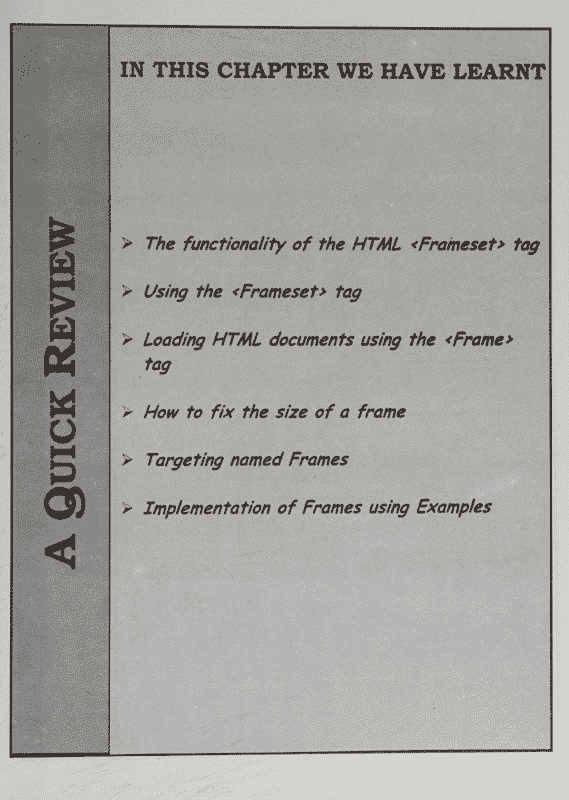 IN THIS CHAPTER WE HAVE LEARNT
A QUICK REVIEW
➢ The functionality of the HTML <Frameset> tag
➢ Using the <Frameset> tag
➢ Loading HTML documents using the <Frame>
tag
➢ How to fix the size of a frame
➢ Targeting named Frames
➢ Implementation of Frames using Examples